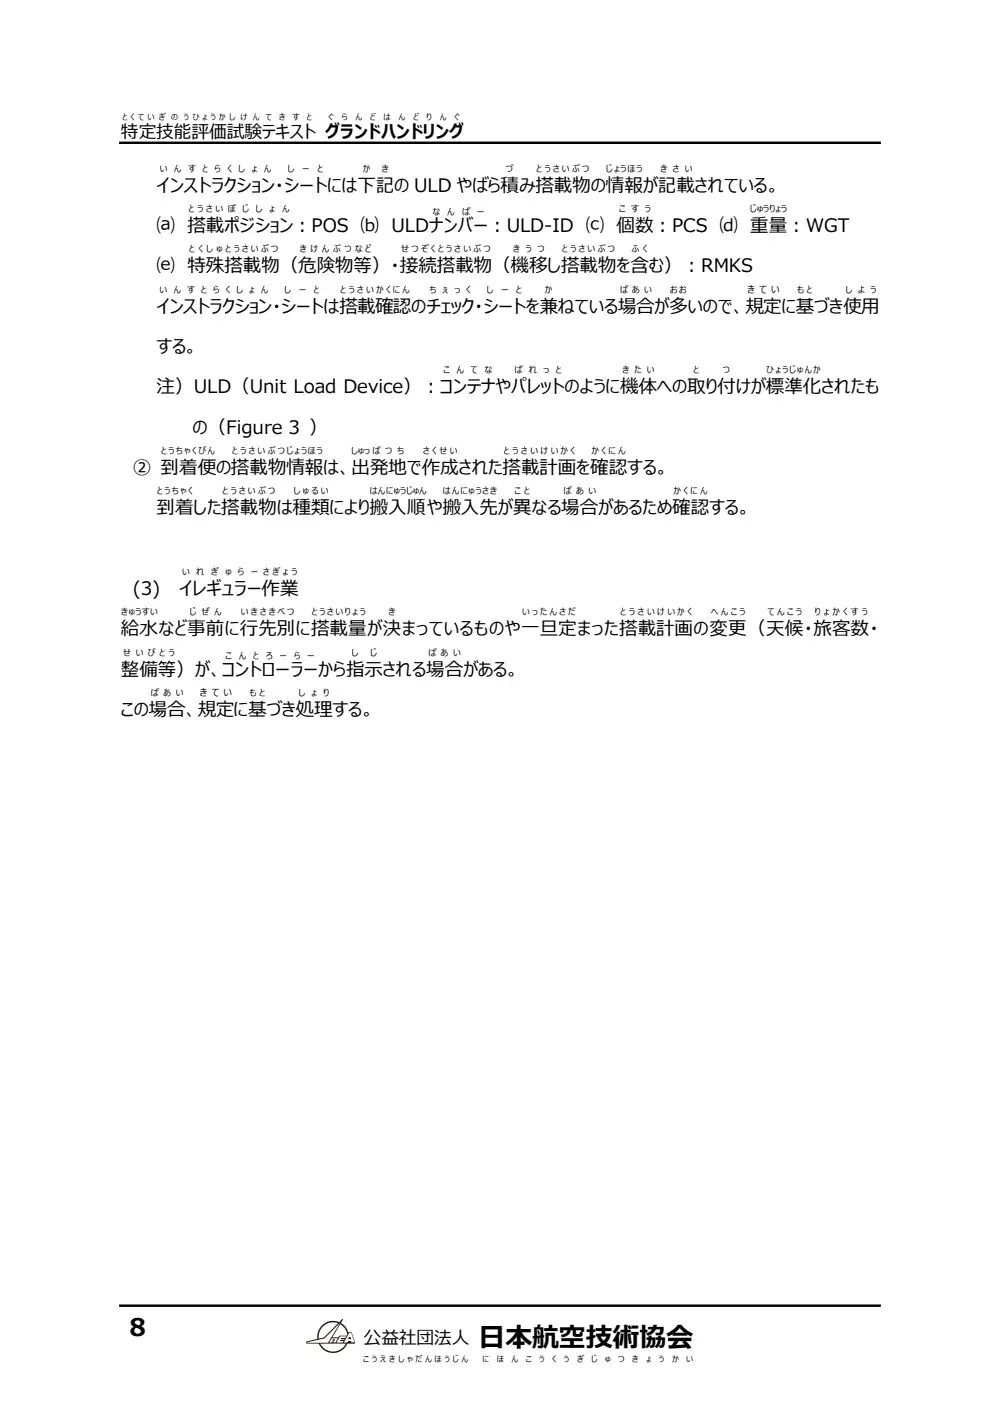 とくていぎのうひょうかしけんてきすと ぐらんどはんどりんぐ
特定技能評価試験テキスト グランドハンドリング
いんすとらくしょん しーと かき づ とうさいぶつ じょうほう きさい
インストラクション・シートには下記の ULD やばら積み搭載物の情報が記載されている。
とうさいぽじしょん なんばー こすう じゅうりょう
⒜ 搭載ポジション：POS ⒝ ULDナンバー：ULD-ID ⒞ 個数：PCS ⒟ 重量：WGT
とくしゅとうさいぶつ きけんぶつなど せつぞくとうさいぶつ きうつ とうさいぶつ ふく
⒠ 特殊搭載物（危険物等）・接続搭載物（機移し搭載物を含む）：RMKS
いんすとらくしょん しーと とうさいかくにん ちぇっく しーと か ばあい おお きてい もと しよう
インストラクション・シートは搭載確認のチェック・シートを兼ねている場合が多いので、規定に基づき使用
する。
こんてな ぱれっと きたい と つ ひょうじゅんか
注）ULD（Unit Load Device）：コンテナやパレットのように機体への取り付けが標準化されたも
の（Figure 3 ）
とうちゃくびん とうさいぶつじょうほう しゅっぱつち さくせい とうさいけいかく かくにん
② 到着便の搭載物情報は、出発地で作成された搭載計画を確認する。
とうちゃく とうさいぶつ しゅるい はんにゅうじゅん はんにゅうさき こと ばあい かくにん
到着した搭載物は種類により搬入順や搬入先が異なる場合があるため確認する。
いれぎゅらーさぎょう
(3) イレギュラー作業
きゅうすい じぜん いきさきべつ とうさいりょう き いったんさだ とうさいけいかく へんこう てんこう りょかくすう
給水など事前に行先別に搭載量が決まっているものや一旦定まった搭載計画の変更（天候・旅客数・
せいびとう こんとろーらー しじ ばあい
整備等）が、コントローラーから指示される場合がある。
ばあい きてい もと しょり
この場合、規定に基づき処理する。
8
公益社団法人 日本航空技術協会
こうえきしゃだんほうじん にほんこうくうぎじゅつきょうかい